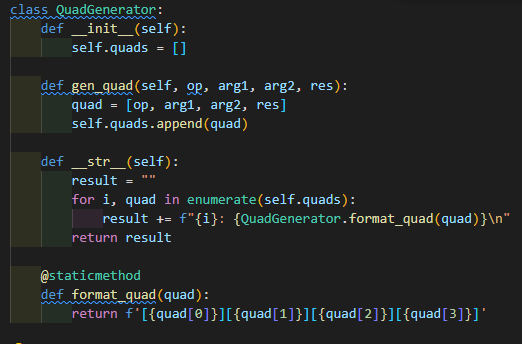 class QuadGenerator:
    def __init__(self):
        self.quads = []

    def gen_quad(self, op, arg1, arg2, res):
        quad = [op, arg1, arg2, res]
        self.quads.append(quad)

    def __str__(self):
        result = ""
        for i, quad in enumerate(self.quads):
            result += f"{i}: {QuadGenerator.format_quad(quad)}\n"
        return result

    @staticmethod
    def format_quad(quad):
        return f'[{quad[0]}][{quad[1]}][{quad[2]}][{quad[3]}]'